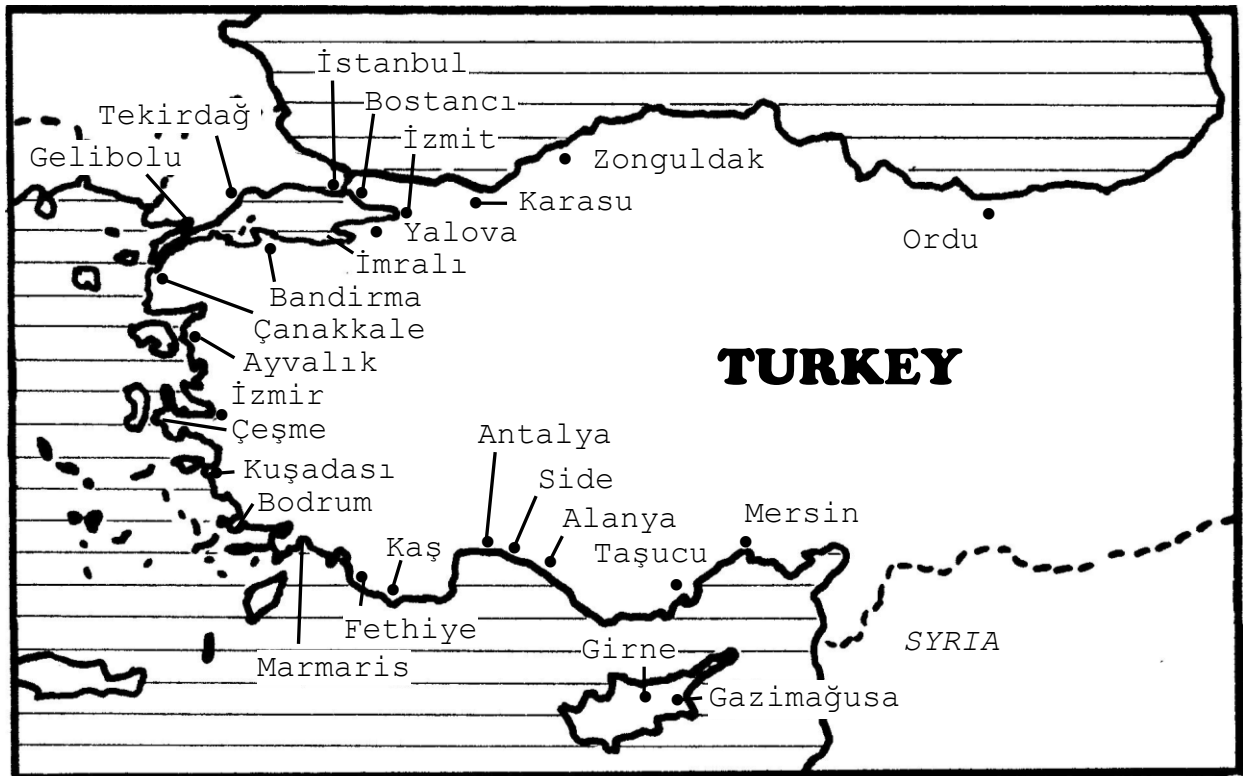 İstanbul
Bostancı
Tekirdağ
İzmit
Gelibolu
Zonguldak
Karasu
Yalova
Ordu
İmralı
Bandirma
Çanakkale
Ayvalık
TURKEY
İzmir
Çeşme
Antalya
Kuşadası
Side
Bodrum
Alanya
Mersin
Kaş
Taşucu
Fethiye
SYRIA
Marmaris
Girne
Gazimağusa